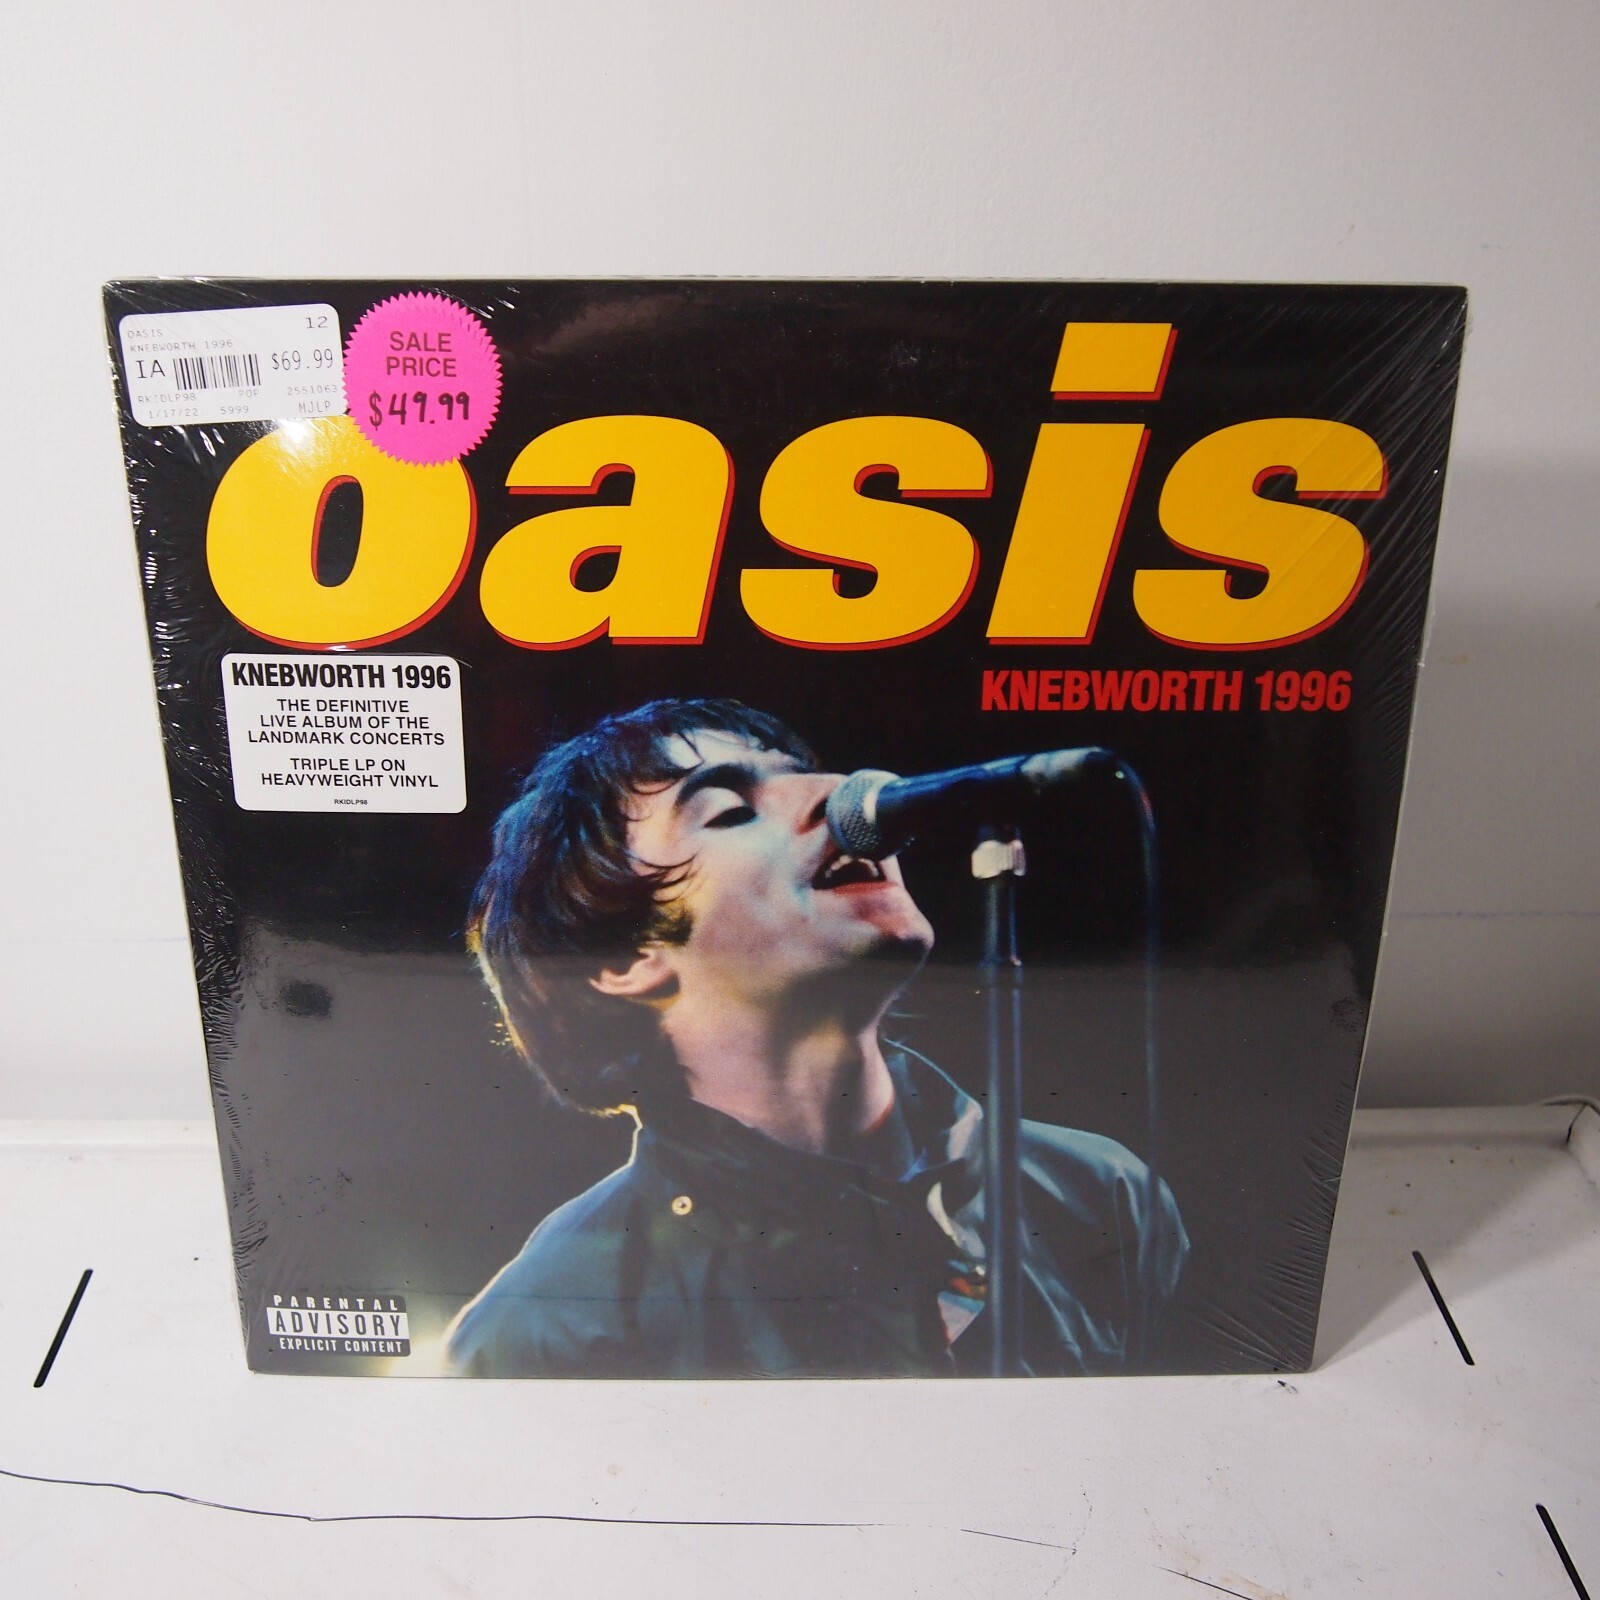 OASIS 12
KNEBWORTH 1996
IA $69.99
RKIDLP98 POP 2551063
1/17/22 5999 MJLP
SALE
PRICE
$49.99
oasis
KNEBWORTH 1996
KNEBWORTH 1996
THE DEFINITIVE
LIVE ALBUM OF THE
LANDMARK CONCERTS
TRIPLE LP ON
HEAVYWEIGHT VINYL
RKIDLP98
PARENTAL
ADVISORY
EXPLICIT CONTENT